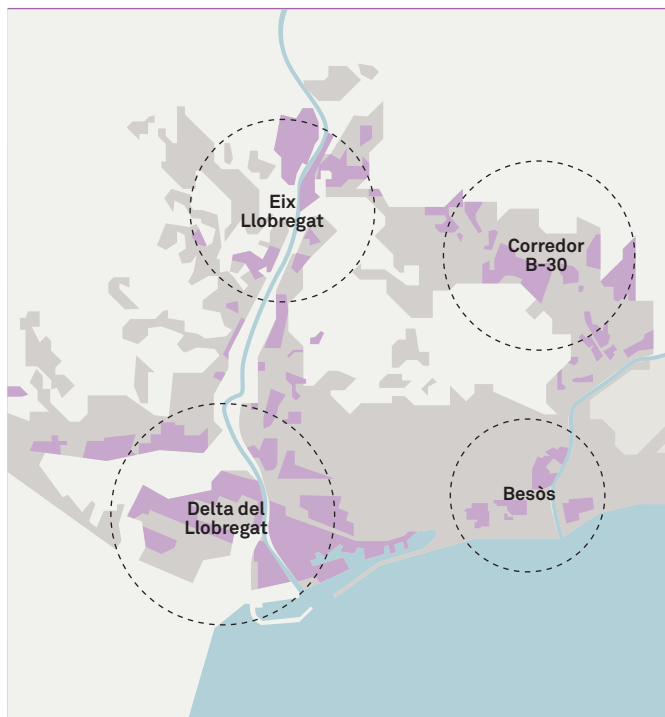 Eix
Llobregat
Corredor
B-30
Delta del
Llobregat
Besòs